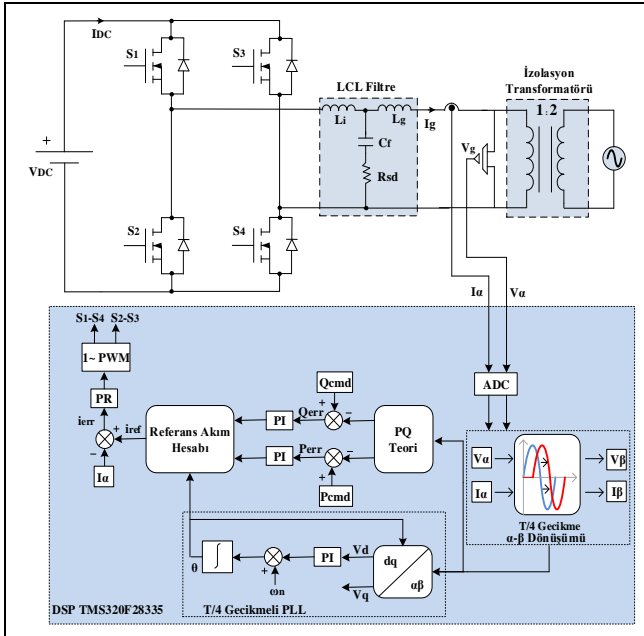 IDC
S1
S3
LCL Filtre
Li
Lg
Ig
Cf
Rsd
İzolasyon
Transformatörü
1:2
Vg
+
VDC
S2
S4
Iα
Vα
S1-S4
S2-S3
1~ PWM
PR
ierr
+
iref
−
Iα
Referans Akım
Hesabı
PI
Qerr
Qcmd
+
−
PI
Perr
−
+
Pcmd
PQ
Teori
ADC
Vα
Iα
Vβ
Iβ
T/4 Gecikme
α-β Dönüşümü
θ
∫
+
ωn
PI
Vd
Vq
dq
αβ
T/4 Gecikmeli PLL
DSP TMS320F28335